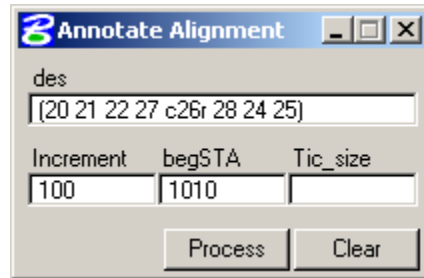 Annotate Alignment
des
(20 21 22 27 c26r 28 24 25)
Increment begSTA Tic_size
100 1010
Process Clear